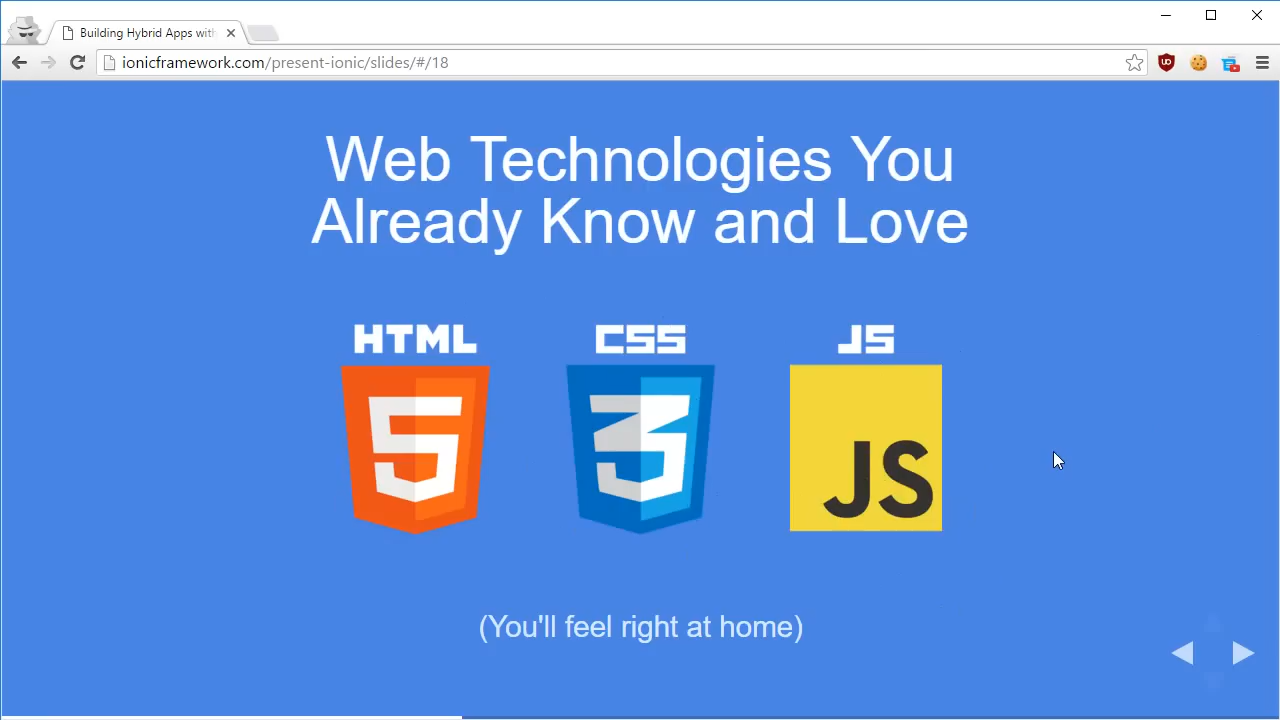 Building Hybrid Apps with
ionicframework.com/present-ionic/slides/#/18
Web Technologies You
Already Know and Love
HTML
CSS
JS
5
3
JS
(You'll feel right at home)